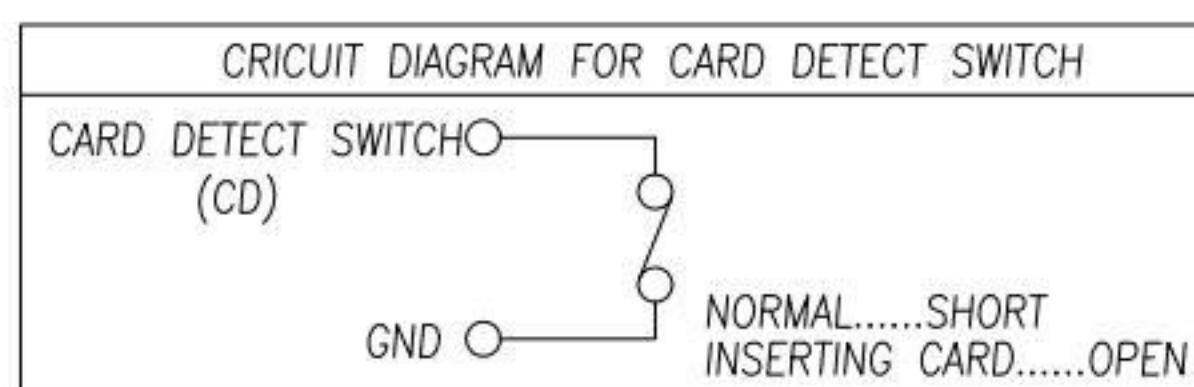 CRICUIT DIAGRAM FOR CARD DETECT SWITCH
CARD DETECT SWITCH
(CD)
GND
NORMAL......SHORT
INSERTING CARD......OPEN